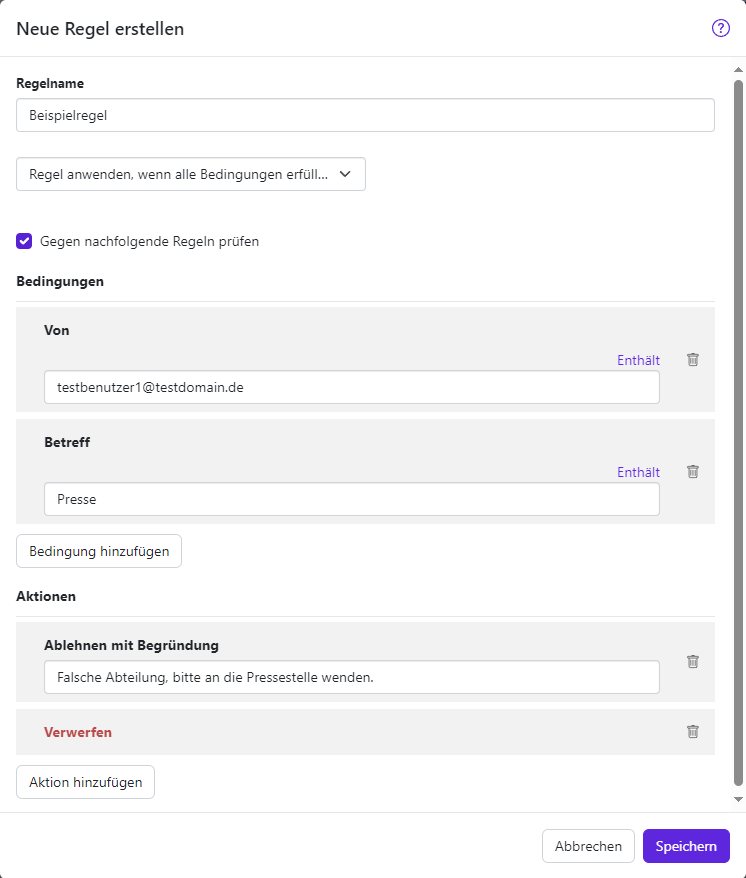 Neue Regel erstellen
?
Regelname
Beispielregel
Regel anwenden, wenn alle Bedingungen erfüll...
Gegen nachfolgende Regeln prüfen
Bedingungen
Von
Enthält
testbenutzer1@testdomain.de
Betreff
Enthält
Presse
Bedingung hinzufügen
Aktionen
Ablehnen mit Begründung
Falsche Abteilung, bitte an die Pressestelle wenden.
Verwerfen
Aktion hinzufügen
Abbrechen
Speichern